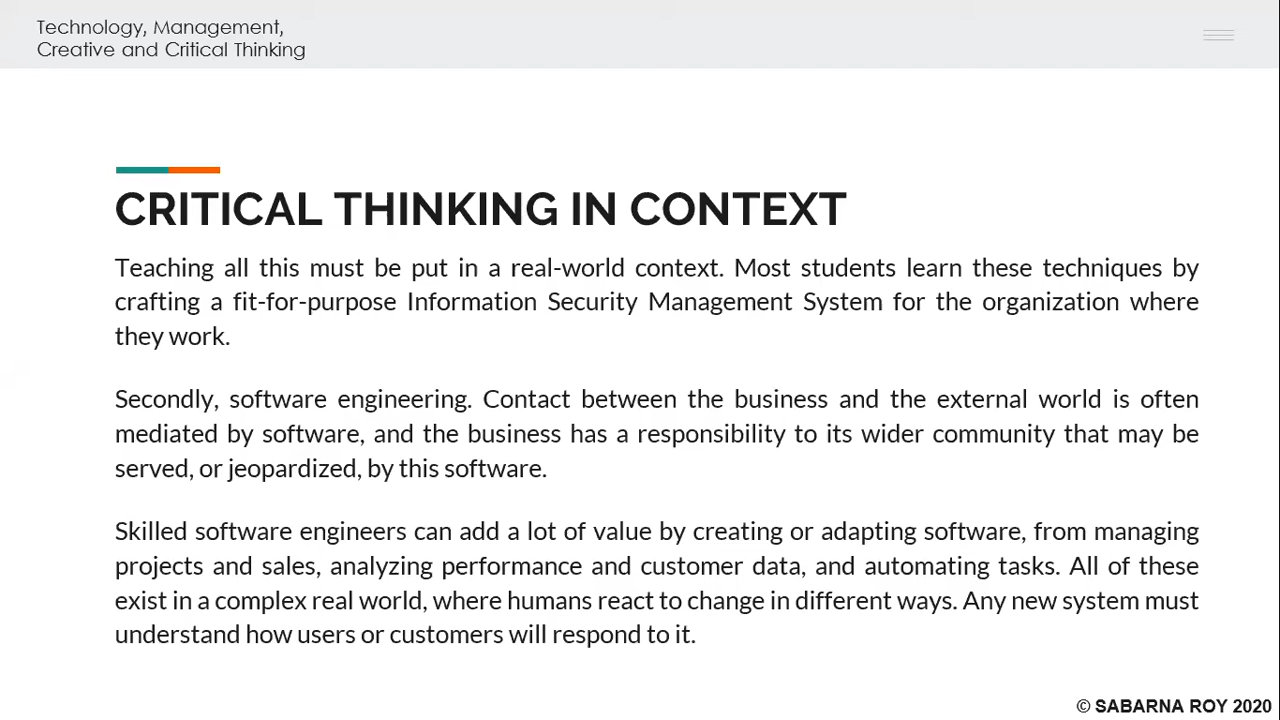 Technology, Management,
Creative and Critical Thinking
CRITICAL THINKING IN CONTEXT
Teaching all this must be put in a real-world context. Most students learn these techniques by
crafting a fit-for-purpose Information Security Management System for the organization where
they work.
Secondly, software engineering. Contact between the business and the external world is often
mediated by software, and the business has a responsibility to its wider community that may be
served, or jeopardized, by this software.
Skilled software engineers can add a lot of value by creating or adapting software, from managing
projects and sales, analyzing performance and customer data, and automating tasks. All of these
exist in a complex real world, where humans react to change in different ways. Any new system must
understand how users or customers will respond to it.
© SABARNA ROY 2020